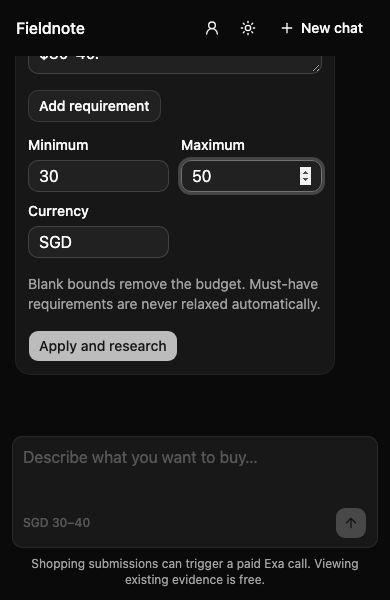 Fieldnote
New chat
Add requirement
Minimum
Maximum
30
50
Currency
SGD
Blank bounds remove the budget. Must-have
requirements are never relaxed automatically.
Apply and research
Describe what you want to buy...
SGD 30–40
Shopping submissions can trigger a paid Exa call. Viewing
existing evidence is free.